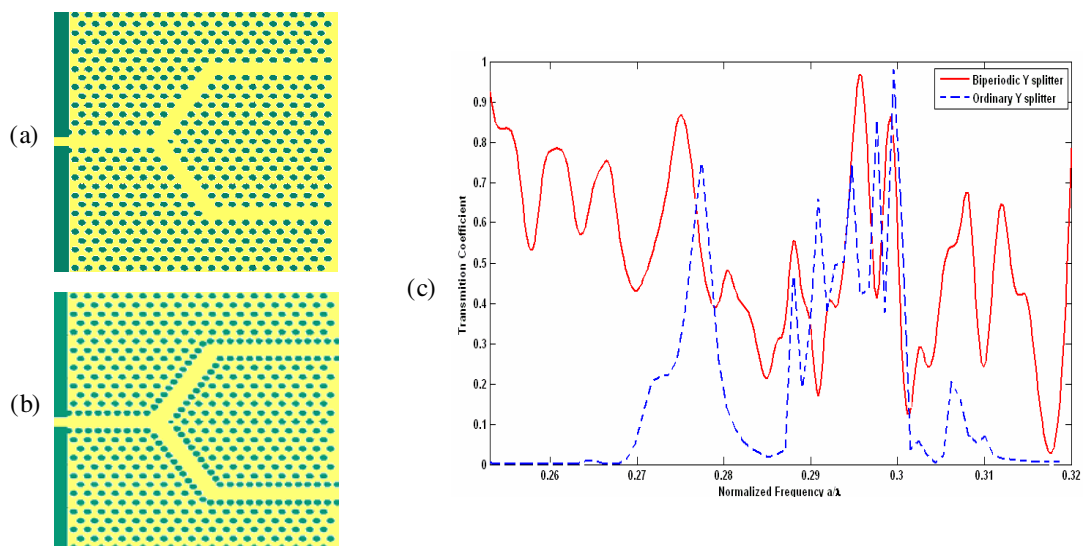 (a)
(b)
(c)
Transmition Coefficient
1
0.9
0.8
0.7
0.6
0.5
0.4
0.3
0.2
0.1
0
0.26
0.27
0.28
0.29
0.3
0.31
0.32
Normalized Frequency a/λ
Biperiodic Y splitter
Ordinary Y splitter